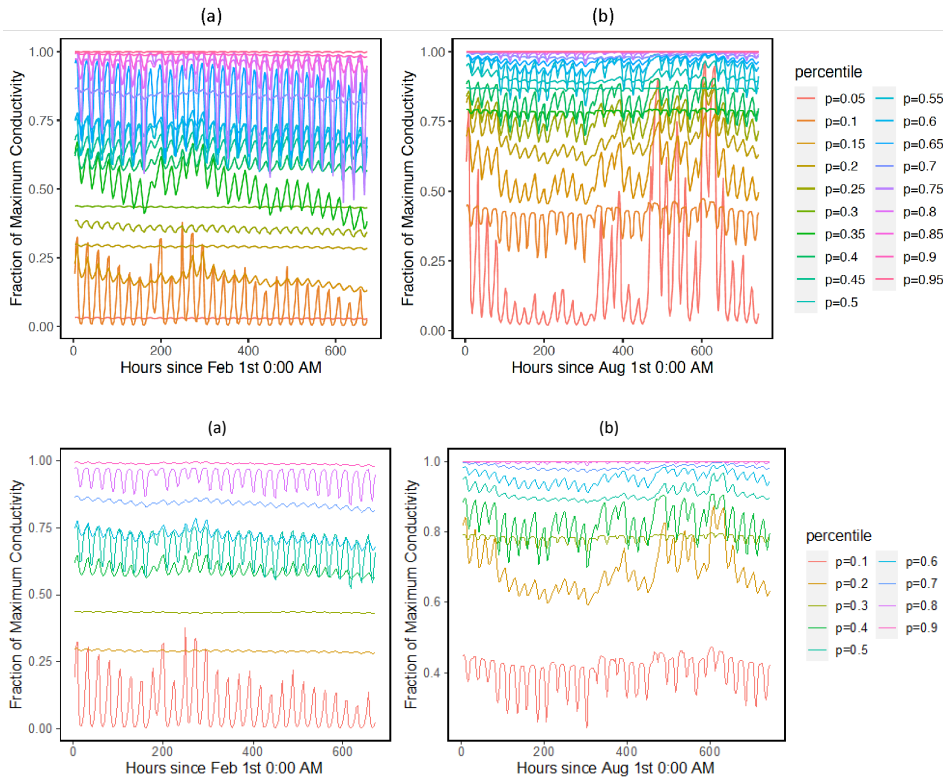 (a)
(b)
Fraction of Maximum Conductivity
1.00
0.75
0.50
0.25
0.00
0
200
400
600
Hours since Feb 1st 0:00 AM
Fraction of Maximum Conductivity
1.00
0.75
0.50
0.25
0.00
0
200
400
600
Hours since Aug 1st 0:00 AM
percentile
p=0.05
p=0.1
p=0.15
p=0.2
p=0.25
p=0.3
p=0.35
p=0.4
p=0.45
p=0.5
p=0.55
p=0.6
p=0.65
p=0.7
p=0.75
p=0.8
p=0.85
p=0.9
p=0.95
(a)
(b)
Fraction of Maximum Conductivity
1.00
0.75
0.50
0.25
0.00
0
200
400
600
Hours since Feb 1st 0:00 AM
Fraction of Maximum Conductivity
1.0
0.8
0.6
0.4
0
200
400
600
Hours since Aug 1st 0:00 AM
percentile
p=0.1
p=0.2
p=0.3
p=0.4
p=0.5
p=0.6
p=0.7
p=0.8
p=0.9